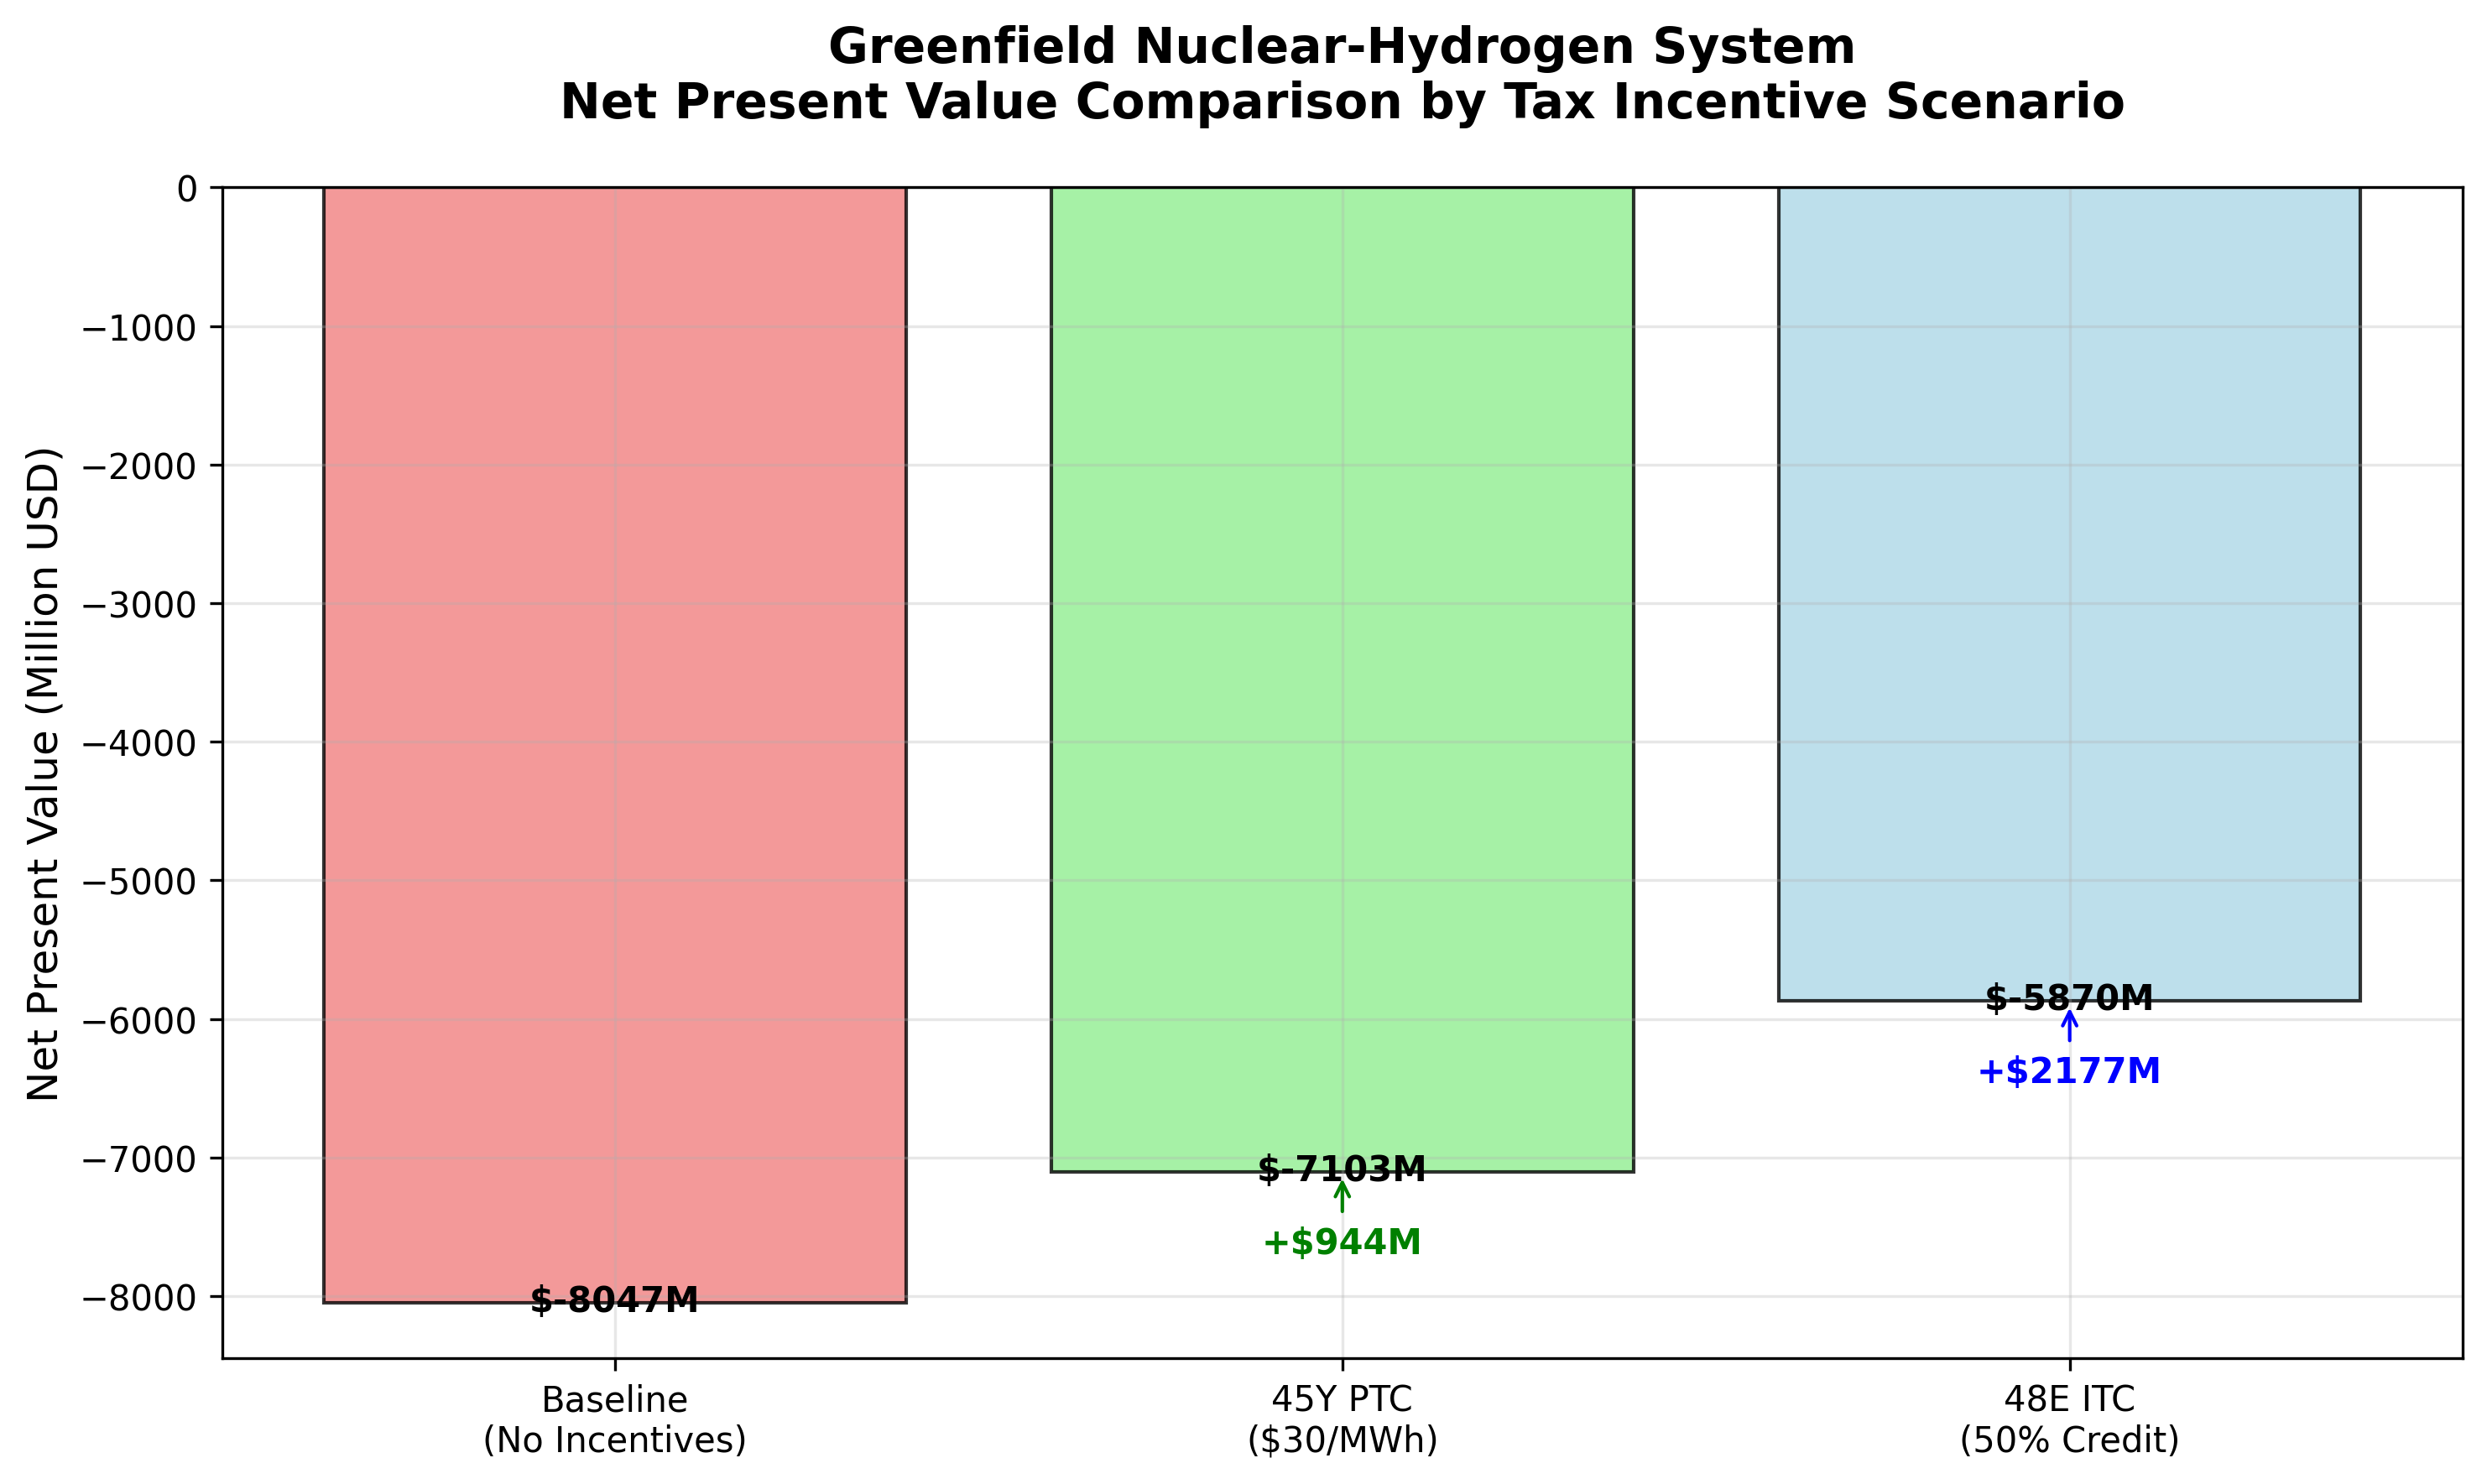 Greenfield Nuclear-Hydrogen System
Net Present Value Comparison by Tax Incentive Scenario
Net Present Value (Million USD)
0
−1000
−2000
−3000
−4000
−5000
−6000
−7000
−8000
$-8047M
$-7103M
+$944M
$-5870M
+$2177M
Baseline
(No Incentives)
45Y PTC
($30/MWh)
48E ITC
(50% Credit)